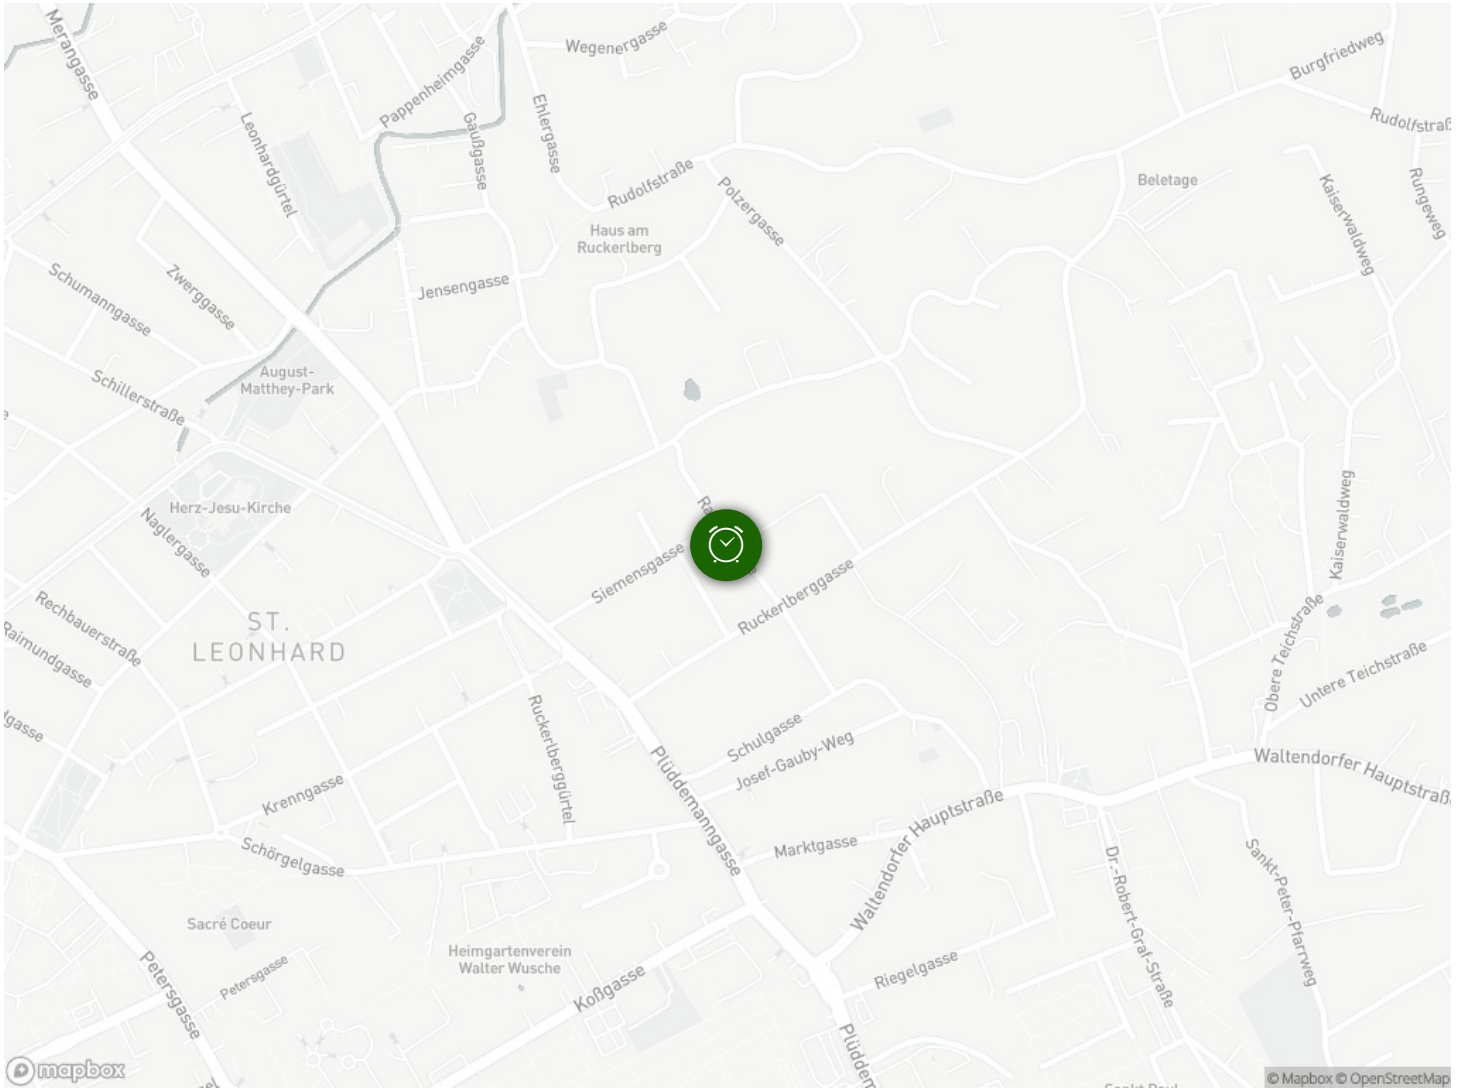 Merangasse
Wegenergasse
Burgfriedweg
Pappenheimgasse
Ehlergasse
Gaußgasse
Leonhardgürtel
Rudolfstraße
Polzergasse
Beletage
Kaiserwaldweg
Rungeweg
Haus am
Ruckerlberg
Schumanngasse
Zwerggasse
Jensengasse
August-
Matthey-Park
Schillerstraße
Herz-Jesu-Kirche
Naglergasse
Kaiserwaldweg
Siemensgasse
Ruckerlberggasse
Rechbauerstraße
Raimundgasse
ST.
LEONHARD
Obere Teichstraße
Untere Teichstraße
Ruckerlberggürtel
Schulgasse
Josef-Gauby-Weg
Plüddemanngasse
Waltendorfer Hauptstraße
Krenngasse
Schörgelgasse
Marktgasse
Waltendorfer Hauptstraße
Dr.-Robert-Graf-Straße
Sankt-Peter-Pfarrweg
Sacré Coeur
Heimgartenverein
Walter Wusche
Petersgasse
Petersgasse
Koßgasse
Riegelgasse
mapbox
© Mapbox © OpenStreetMap